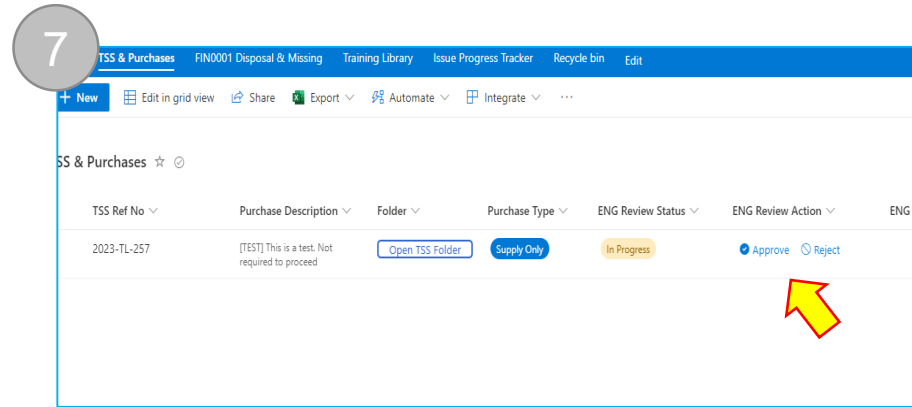 7
TSS & Purchases FIN0001 Disposal & Missing Training Library Issue Progress Tracker Recycle bin Edit
+ New Edit in grid view Share Export Automate Integrate ...
SS & Purchases
TSS Ref No Purchase Description Folder Purchase Type ENG Review Status ENG Review Action ENG
2023-TL-257 [TEST] This is a test. Not Open TSS Folder Supply Only In Progress Approve Reject
required to proceed